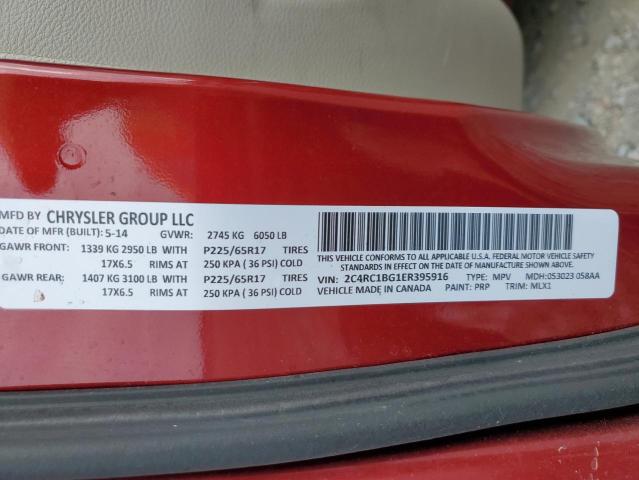 MFD BY CHRYSLER GROUP LLC
DATE OF MFR (BUILT): 5-14 GVWR: 2745 KG 6050 LB
GAWR FRONT: 1339 KG 2950 LB WITH P225/65R17 TIRES
17X6.5 RIMS AT 250 KPA ( 36 PSI) COLD
GAWR REAR: 1407 KG 3100 LB WITH P225/65R17 TIRES
17X6.5 RIMS AT 250 KPA ( 36 PSI) COLD
THIS VEHICLE CONFORMS TO ALL APPLICABLE U.S.A. FEDERAL MOTOR VEHICLE SAFETY
STANDARDS IN EFFECT ON THE DATE OF MANUFACTURE SHOWN ABOVE.
VIN: 2C4RC1BG1ER395916 TYPE: MPV MDH:053023 058AA
VEHICLE MADE IN CANADA PAINT: PRP TRIM: MLX1